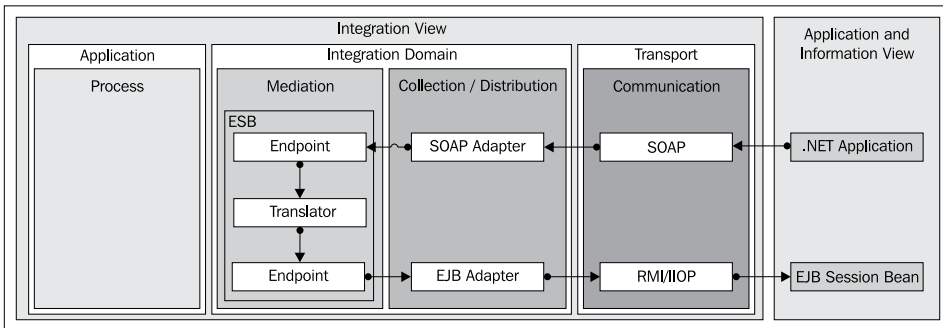 Integration View
Application and
Information View
Application
Integration Domain
Transport
Process
Mediation
Collection / Distribution
Communication
ESB
Endpoint
SOAP Adapter
SOAP
.NET Application
Translator
Endpoint
EJB Adapter
RMI/IIOP
EJB Session Bean